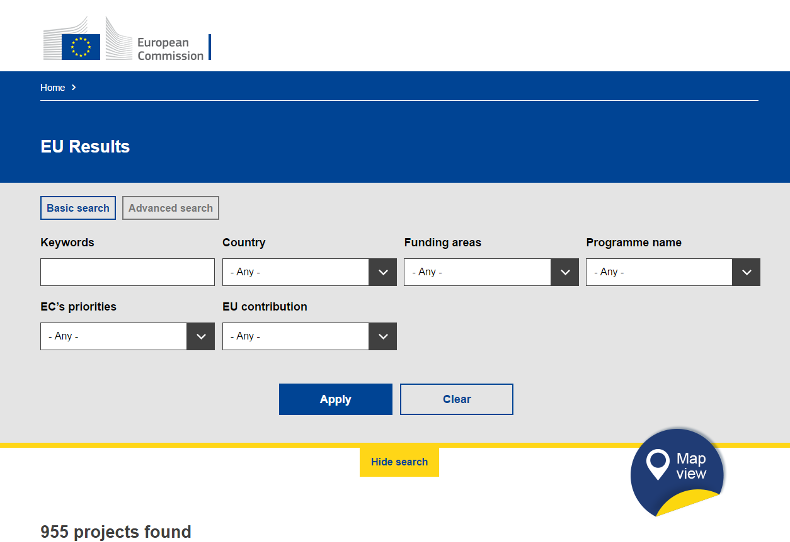 European
Commission
Home
EU Results
Basic search
Advanced search
Keywords
Country
Funding areas
Programme name
- Any -
- Any -
- Any -
EC's priorities
EU contribution
- Any -
- Any -
Apply
Clear
Hide search
Map
view
955 projects found